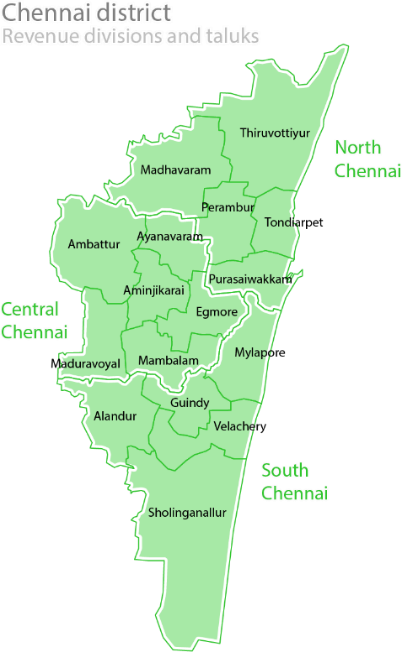 Chennai district
Revenue divisions and taluks
Thiruvottiyur
North
Chennai
Madhavaram
Perambur
Tondiarpet
Ayanavaram
Ambattur
Purasaiwakkam
Aminjikarai
Central
Chennai
Egmore
Mylapore
Maduravoyal
Mambalam
Guindy
Alandur
Velachery
South
Chennai
Sholinganallur